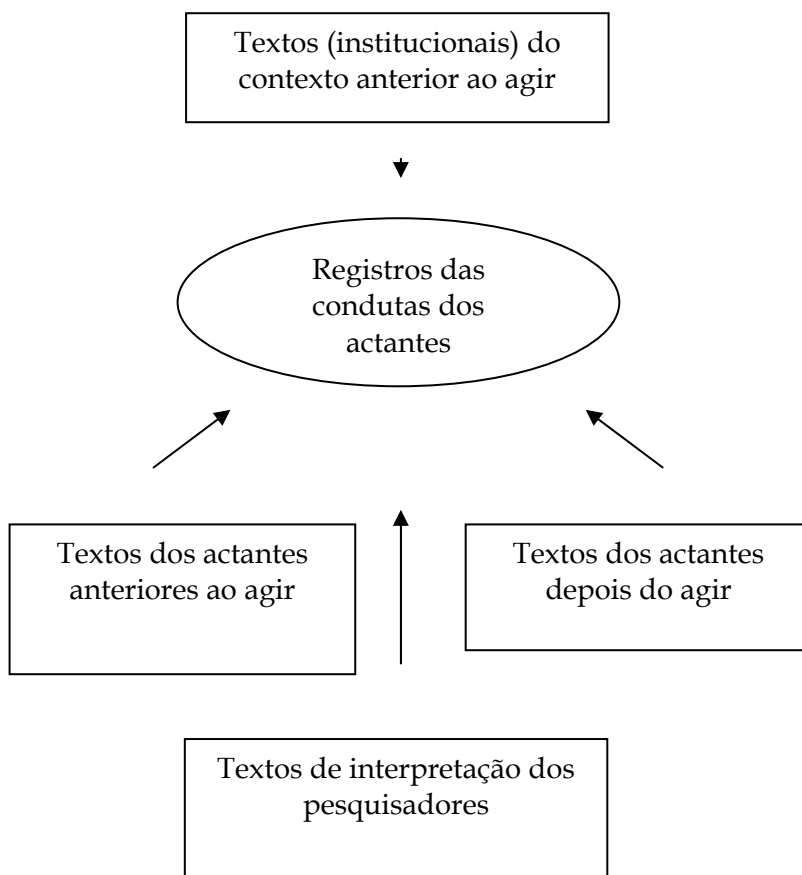 Textos (institucionais) do
contexto anterior ao agir
Registros das
condutas dos
actantes
Textos dos actantes
anteriores ao agir
Textos dos actantes
depois do agir
Textos de interpretação dos
pesquisadores